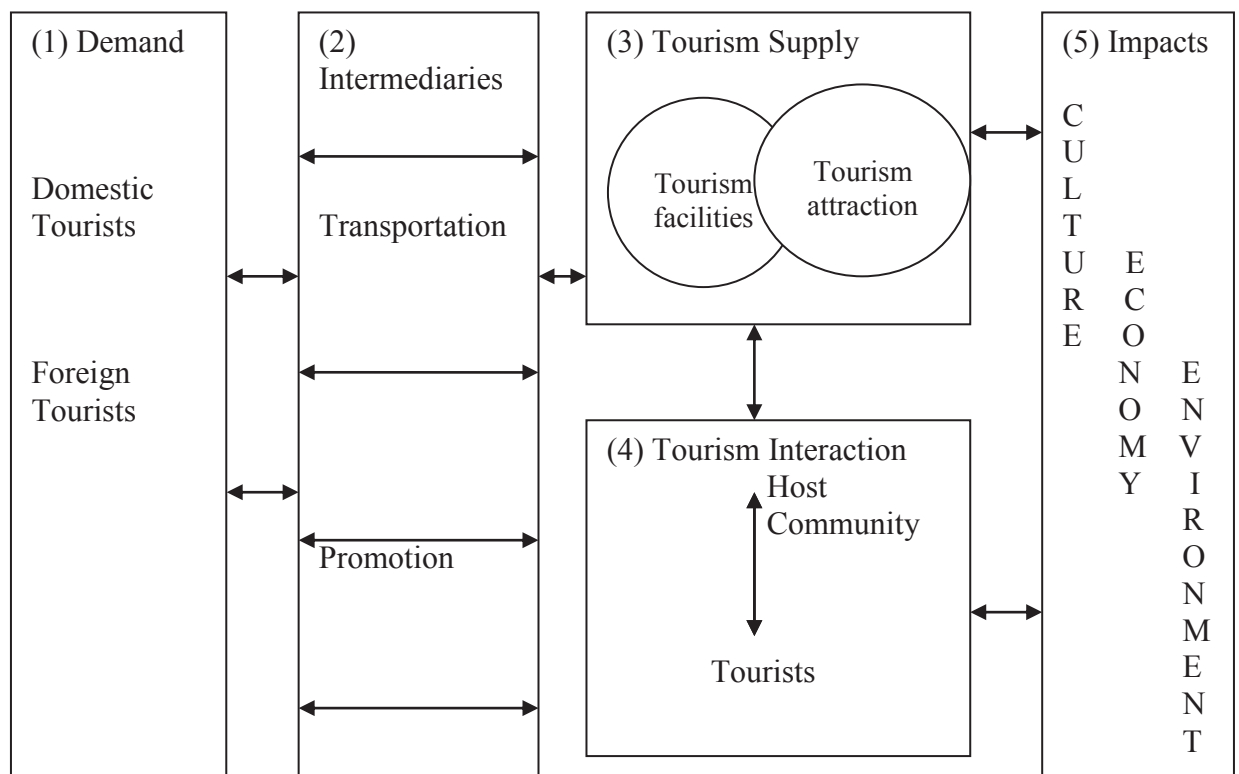 (1) Demand
Domestic
Tourists
Foreign
Tourists
(2)
Intermediaries
Transportation
Promotion
(3) Tourism Supply
Tourism
facilities
Tourism
attraction
(4) Tourism Interaction
Host
Community
Tourists
(5) Impacts
CULTURE
ECONOMY
ENVIRONMENT